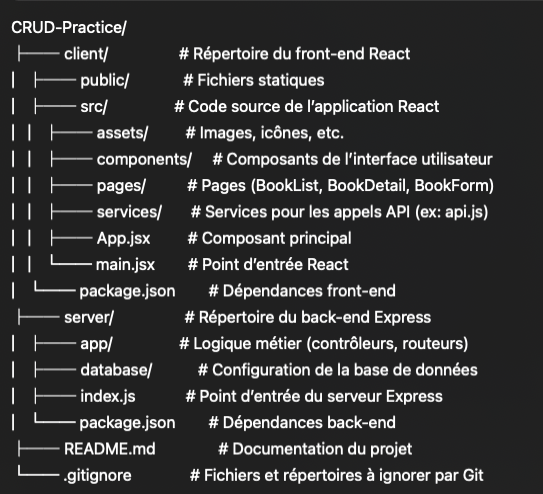 CRUD-Practice/
├── client/ # Répertoire du front-end React
│ ├── public/ # Fichiers statiques
│ ├── src/ # Code source de l’application React
│ │ ├── assets/ # Images, icônes, etc.
│ │ ├── components/ # Composants de l’interface utilisateur
│ │ ├── pages/ # Pages (BookList, BookDetail, BookForm)
│ │ ├── services/ # Services pour les appels API (ex: api.js)
│ │ ├── App.jsx # Composant principal
│ │ └── main.jsx # Point d’entrée React
│ └── package.json # Dépendances front-end
├── server/ # Répertoire du back-end Express
│ ├── app/ # Logique métier (contrôleurs, routeurs)
│ ├── database/ # Configuration de la base de données
│ ├── index.js # Point d’entrée du serveur Express
│ └── package.json # Dépendances back-end
├── README.md # Documentation du projet
└── .gitignore # Fichiers et répertoires à ignorer par Git